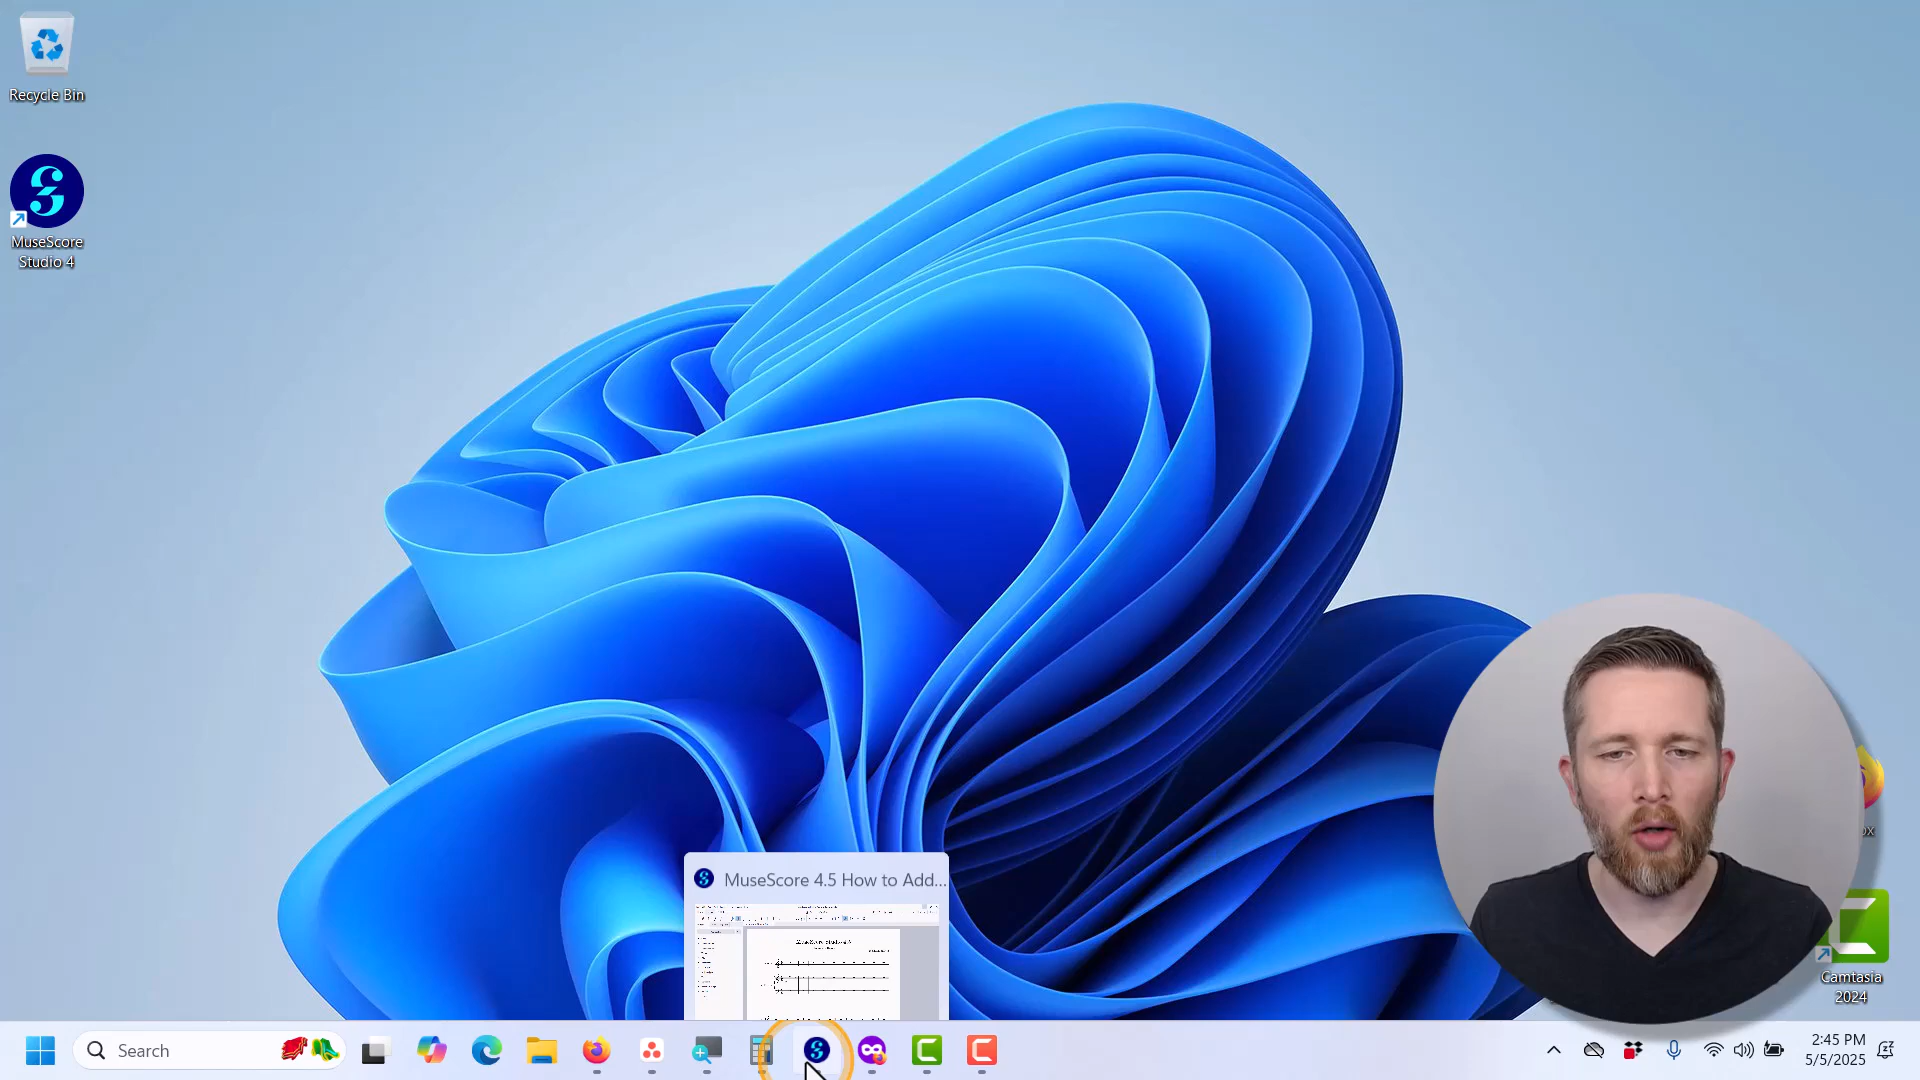 Recycle Bin
MuseScore
Studio 4
MuseScore 4.5 How to Add...
Camtasia
2024
Search
2:45 PM
5/5/2025